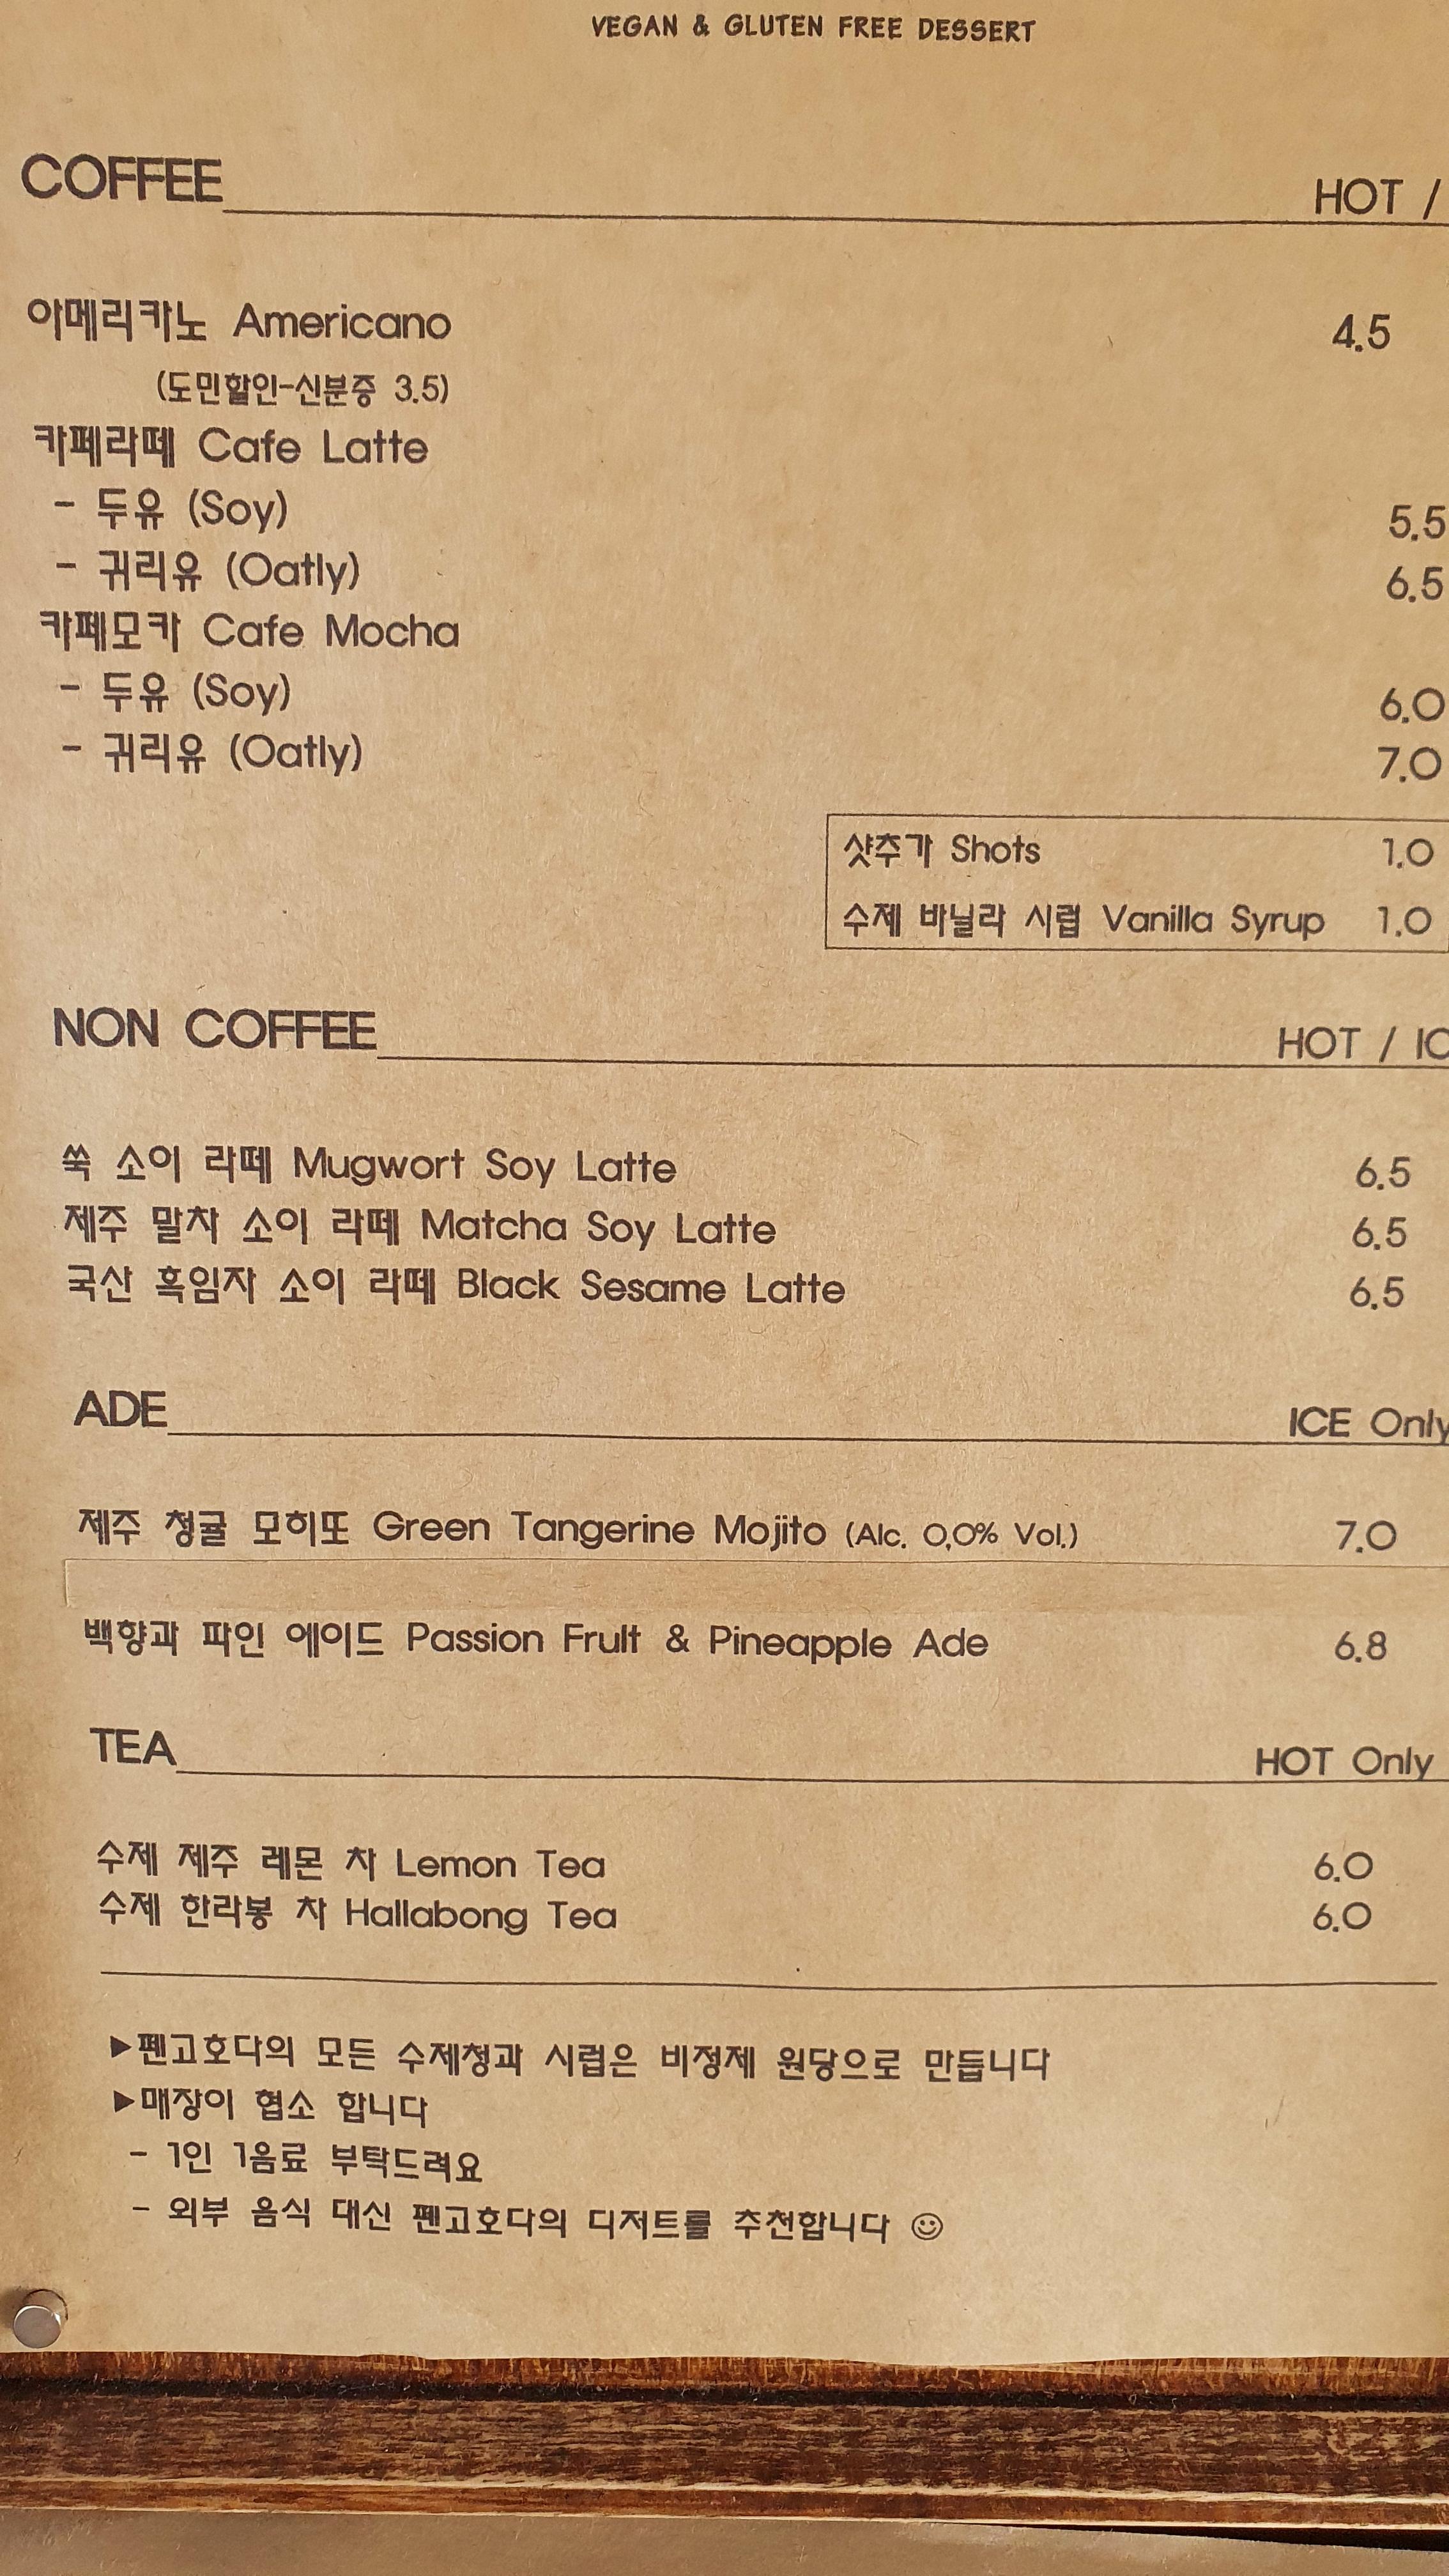 VEGAN & GLUTEN FREE DESSERT
COFFEE HOT /
아메리카노 Americano 4.5
(도민할인-신분증 3.5)
카페라떼 Cafe Latte
- 두유 (Soy) 5.5
- 귀리유 (Oatly) 6.5
카페모카 Cafe Mocha
- 두유 (Soy) 6.0
- 귀리유 (Oatly) 7.0
샷추가 Shots 1.0
수제 바닐라 시럽 Vanilla Syrup 1.0
NON COFFEE HOT / IC
쑥 소이 라떼 Mugwort Soy Latte 6.5
제주 말차 소이 라떼 Matcha Soy Latte 6.5
국산 흑임자 소이 라떼 Black Sesame Latte 6.5
ADE ICE Only
제주 청귤 모히또 Green Tangerine Mojito (Alc. 0.0% Vol.) 7.0
백향과 파인 에이드 Passion Fruit & Pineapple Ade 6.8
TEA HOT Only
수제 제주 레몬 차 Lemon Tea 6.0
수제 한라봉 차 Hallabong Tea 6.0
▶펜고호다의 모든 수제청과 시럽은 비정제 원당으로 만듭니다
▶매장이 협소 합니다
- 1인 1음료 부탁드려요
- 외부 음식 대신 펜고호다의 디저트를 추천합니다 ☺